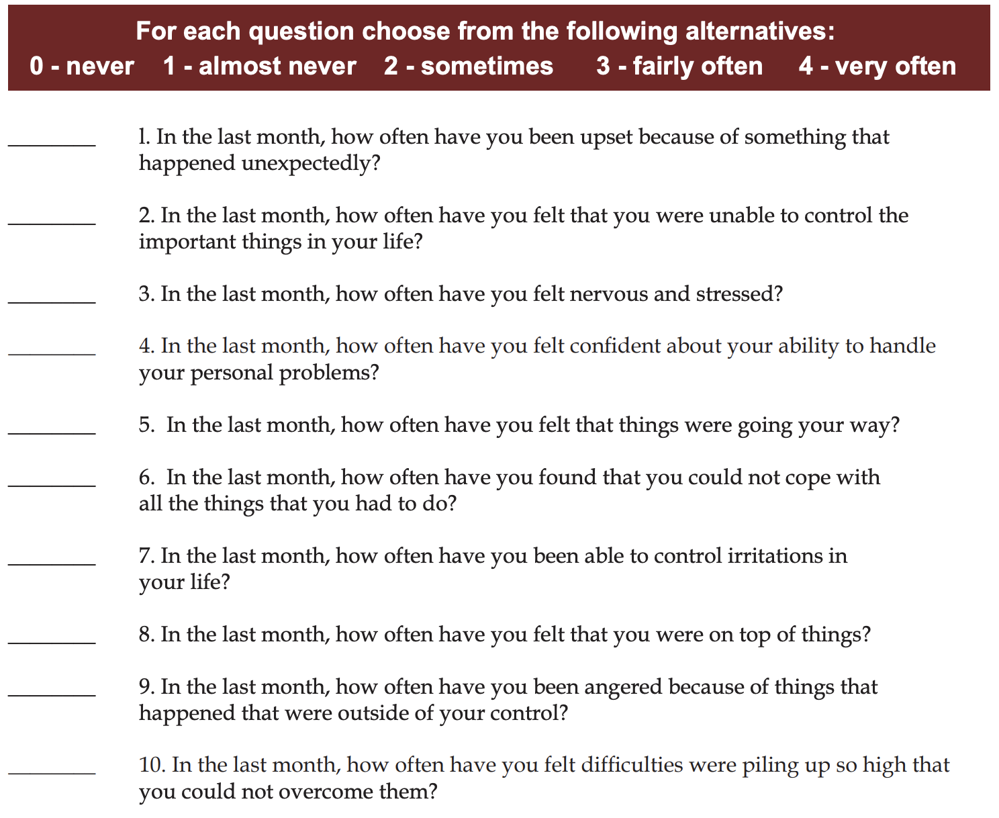 For each question choose from the following alternatives:
0 - never 1 - almost never 2 - sometimes 3 - fairly often 4 - very often
________ l. In the last month, how often have you been upset because of something that
happened unexpectedly?
________ 2. In the last month, how often have you felt that you were unable to control the
important things in your life?
________ 3. In the last month, how often have you felt nervous and stressed?
________ 4. In the last month, how often have you felt confident about your ability to handle
your personal problems?
________ 5. In the last month, how often have you felt that things were going your way?
________ 6. In the last month, how often have you found that you could not cope with
all the things that you had to do?
________ 7. In the last month, how often have you been able to control irritations in
your life?
________ 8. In the last month, how often have you felt that you were on top of things?
________ 9. In the last month, how often have you been angered because of things that
happened that were outside of your control?
________ 10. In the last month, how often have you felt difficulties were piling up so high that
you could not overcome them?